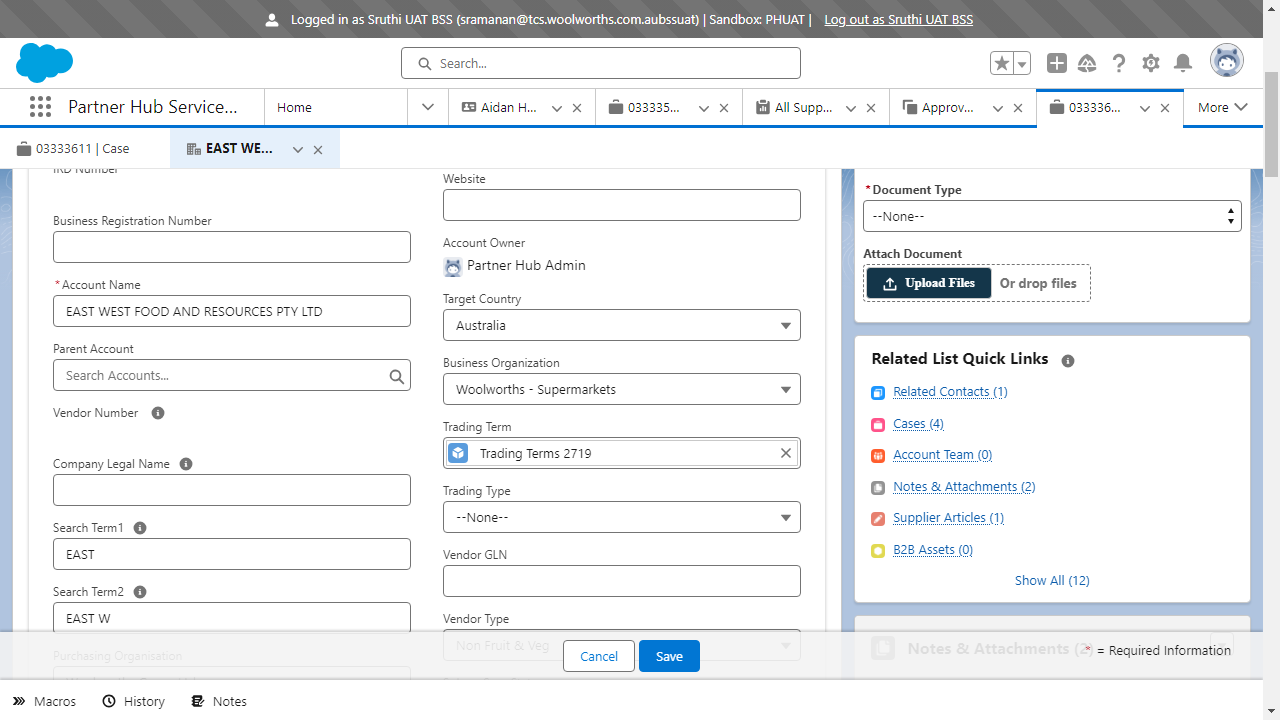 Logged in as Sruthi UAT BSS (sramanan@tcs.woolworths.com.aubssuat) | Sandbox: PHUAT | Log out as Sruthi UAT BSS
Search...
Partner Hub Service...
Home
Aidan H...
033335...
All Supp...
Approv...
033336...
More
03333611 | Case
EAST WE...
IRD Number
Business Registration Number
* Account Name
EAST WEST FOOD AND RESOURCES PTY LTD
Parent Account
Search Accounts...
Vendor Number
Company Legal Name
Search Term1
EAST
Search Term2
EAST W
Purchasing Organisation
Website
Account Owner
Partner Hub Admin
Target Country
Australia
Business Organization
Woolworths - Supermarkets
Trading Term
Trading Terms 2719
Trading Type
--None--
Vendor GLN
Vendor Type
Non Fruit & Veg
* Document Type
--None--
Attach Document
Upload Files
Or drop files
Related List Quick Links
Related Contacts (1)
Cases (4)
Account Team (0)
Notes & Attachments (2)
Supplier Articles (1)
B2B Assets (0)
Show All (12)
Notes & Attachments (2)
Cancel
Save
* = Required Information
Macros
History
Notes